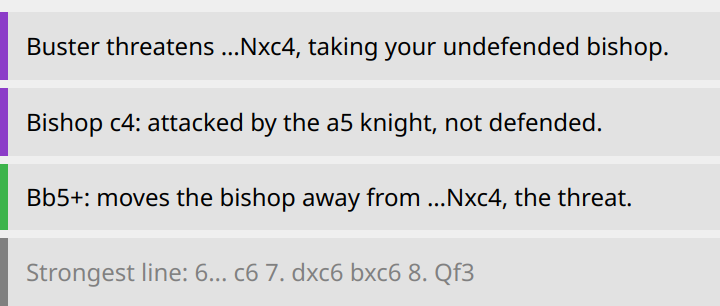 Buster threatens ...Nxc4, taking your undefended bishop.
Bishop c4: attacked by the a5 knight, not defended.
Bb5+: moves the bishop away from ...Nxc4, the threat.
Strongest line: 6... c6 7. dxc6 bxc6 8. Qf3